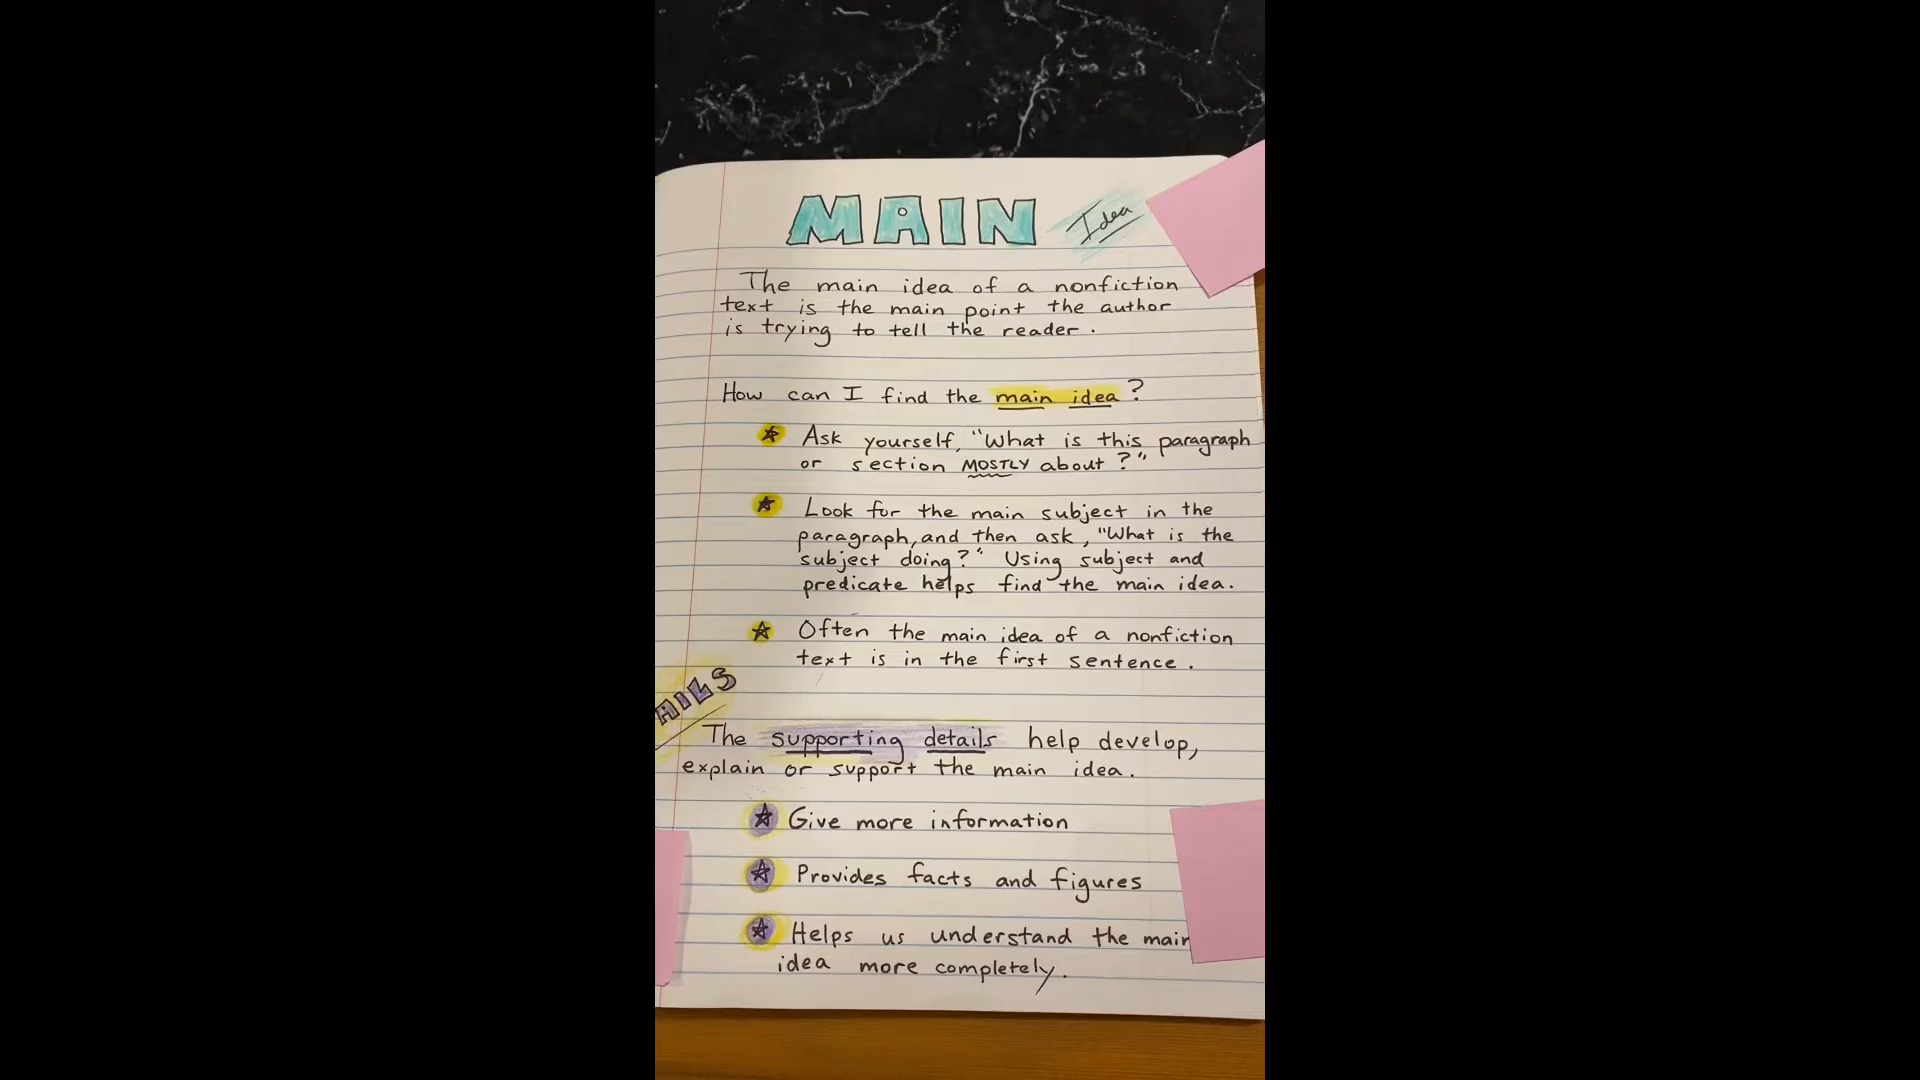 MAIN Idea
The main idea of a nonfiction
text is the main point the author
is trying to tell the reader.
How can I find the main idea?
Ask yourself, "What is this paragraph
or section MOSTLY about?"
Look for the main subject in the
paragraph, and then ask, "What is the
subject doing?" Using subject and
predicate helps find the main idea.
Often the main idea of a nonfiction
text is in the first sentence.
AILS
The supporting details help develop,
explain or support the main idea.
Give more information
Provides facts and figures
Helps us understand the main
idea more completely.